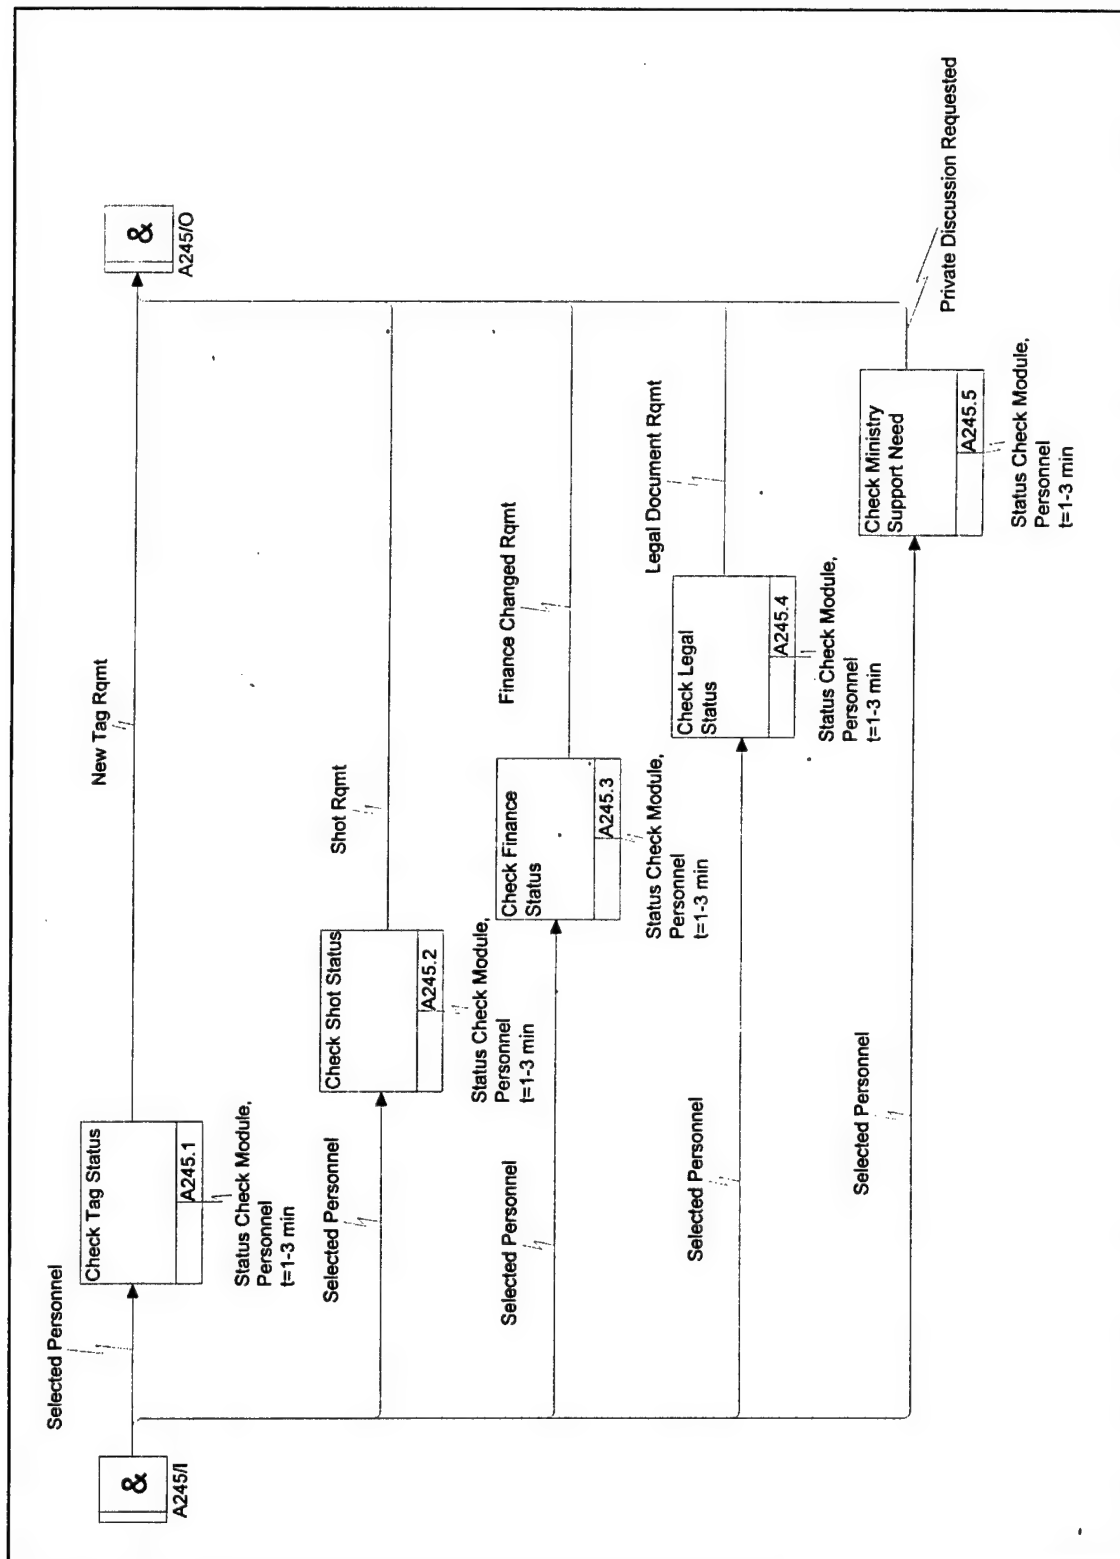 &
A245/I
Selected Personnel
Check Tag Status
A245.1
Status Check Module,
Personnel
t=1-3 min
New Tag Rqmt
&
A245/O
Selected Personnel
Check Shot Status
A245.2
Status Check Module,
Personnel
t=1-3 min
Shot Rqmt
Selected Personnel
Check Finance
Status
A245.3
Status Check Module,
Personnel
t=1-3 min
Finance Changed Rqmt
Selected Personnel
Check Legal
Status
A245.4
Status Check Module,
Personnel
t=1-3 min
Legal Document Rqmt
Selected Personnel
Check Ministry
Support Need
A245.5
Status Check Module,
Personnel
t=1-3 min
Private Discussion Requested